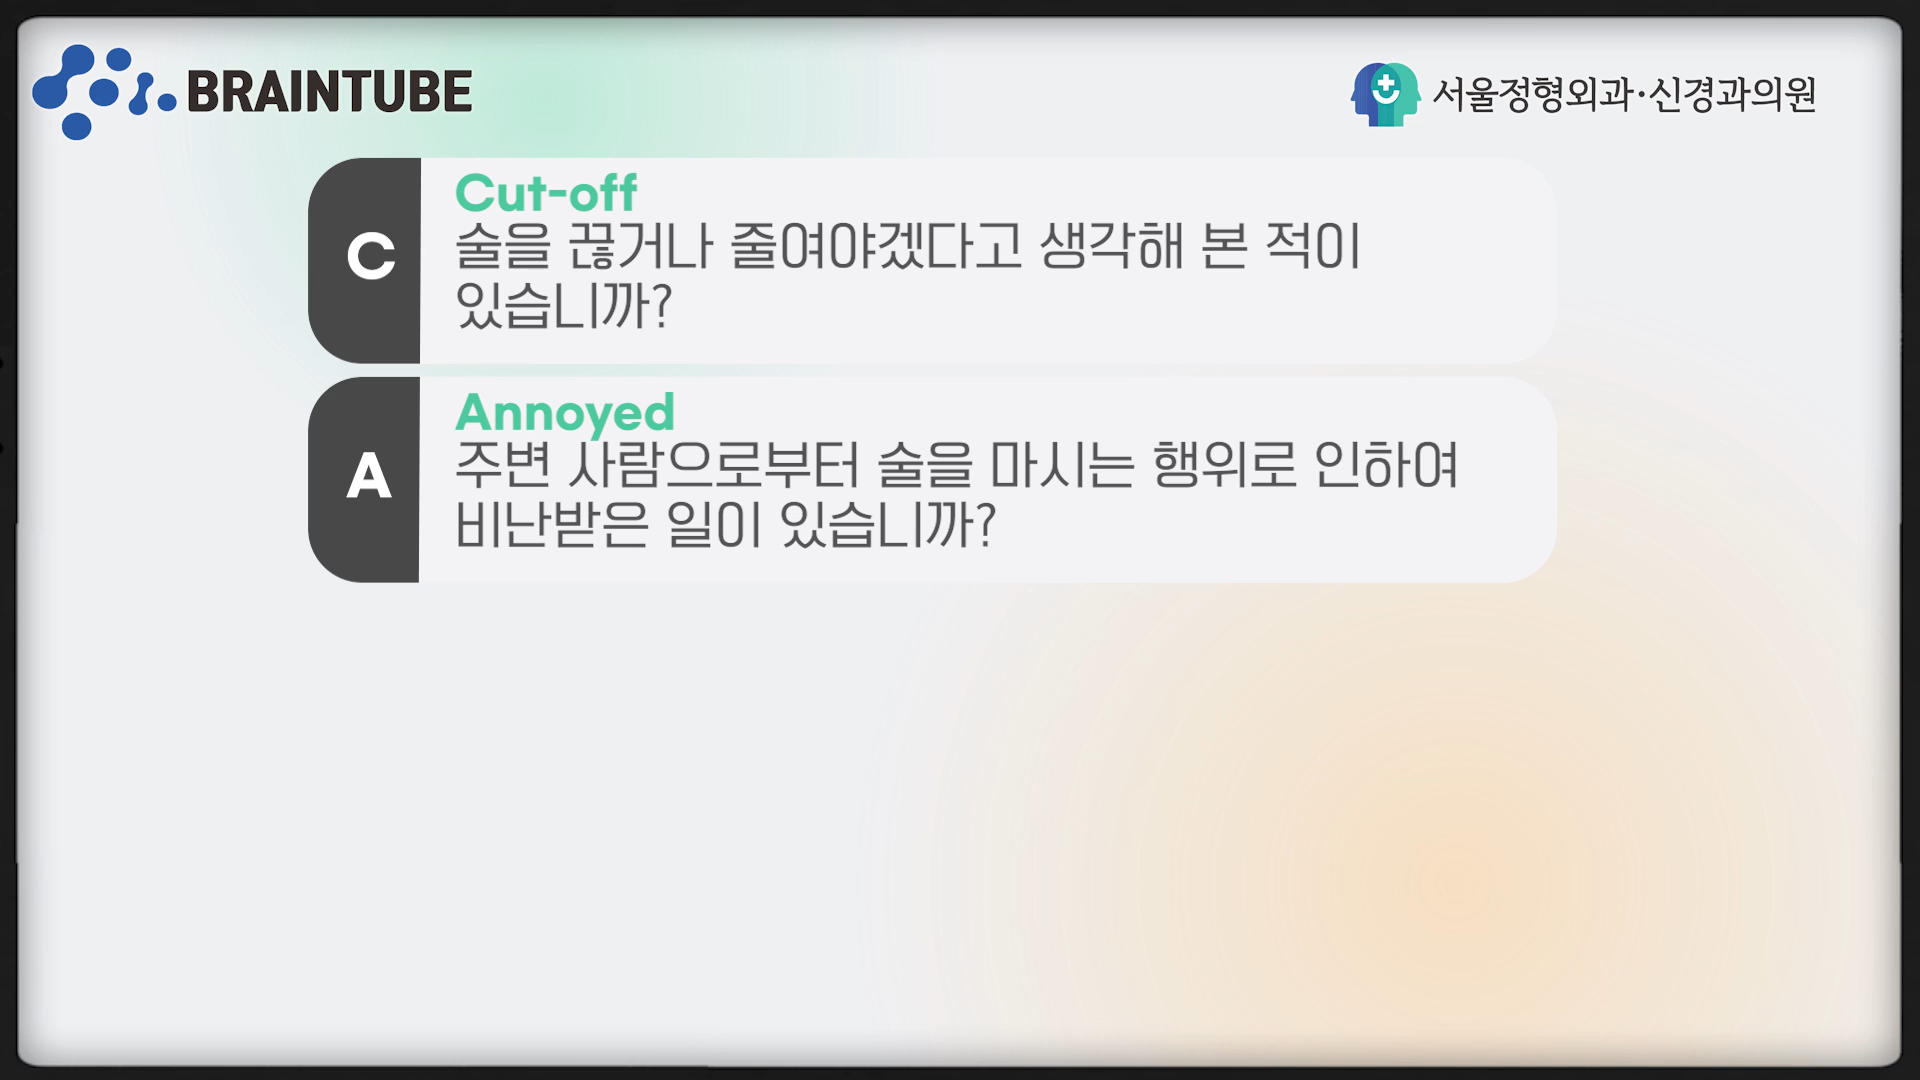 BRAINTUBE
서울정형외과·신경과의원
C
Cut-off
술을 끊거나 줄여야겠다고 생각해 본 적이
있습니까?
A
Annoyed
주변 사람으로부터 술을 마시는 행위로 인하여
비난받은 일이 있습니까?